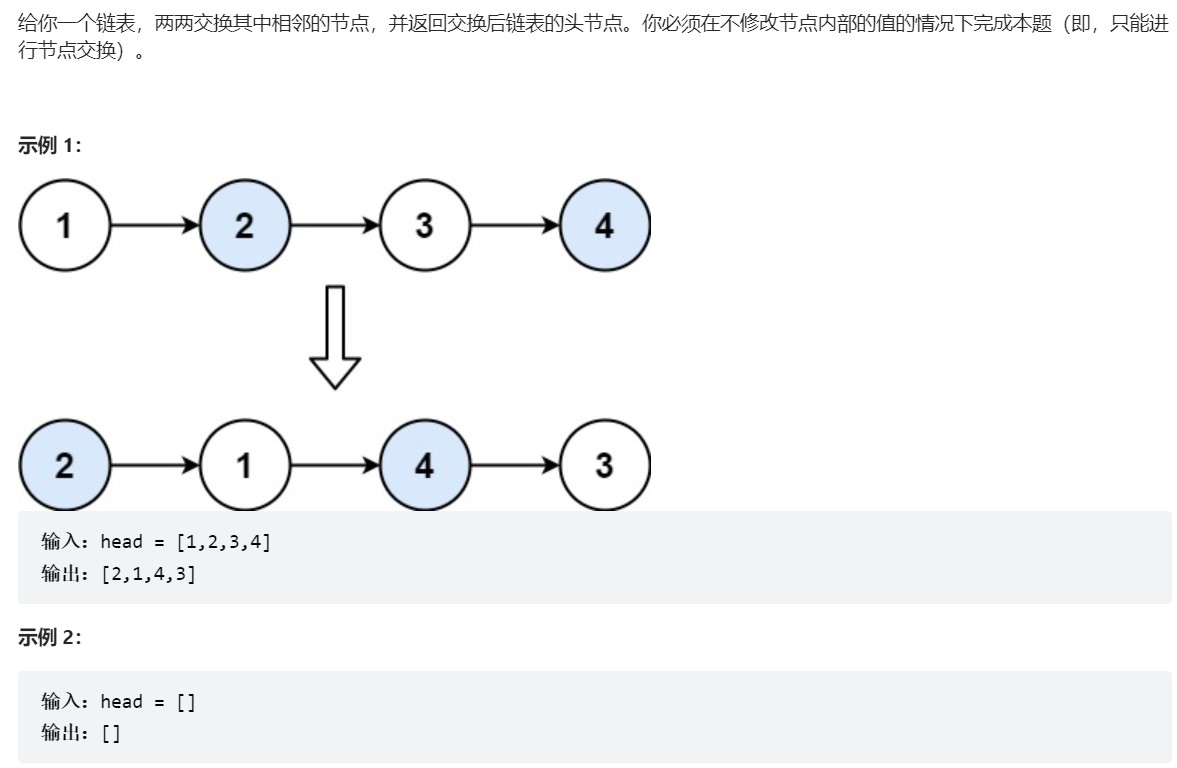 给你一个链表，两两交换其中相邻的节点，并返回交换后链表的头节点。你必须在不修改节点内部的值的情况下完成本题（即，只能进
行节点交换）。
示例 1：
1 2 3 4
2 1 4 3
输入：head = [1,2,3,4]
输出：[2,1,4,3]
示例 2：
输入：head = []
输出：[]